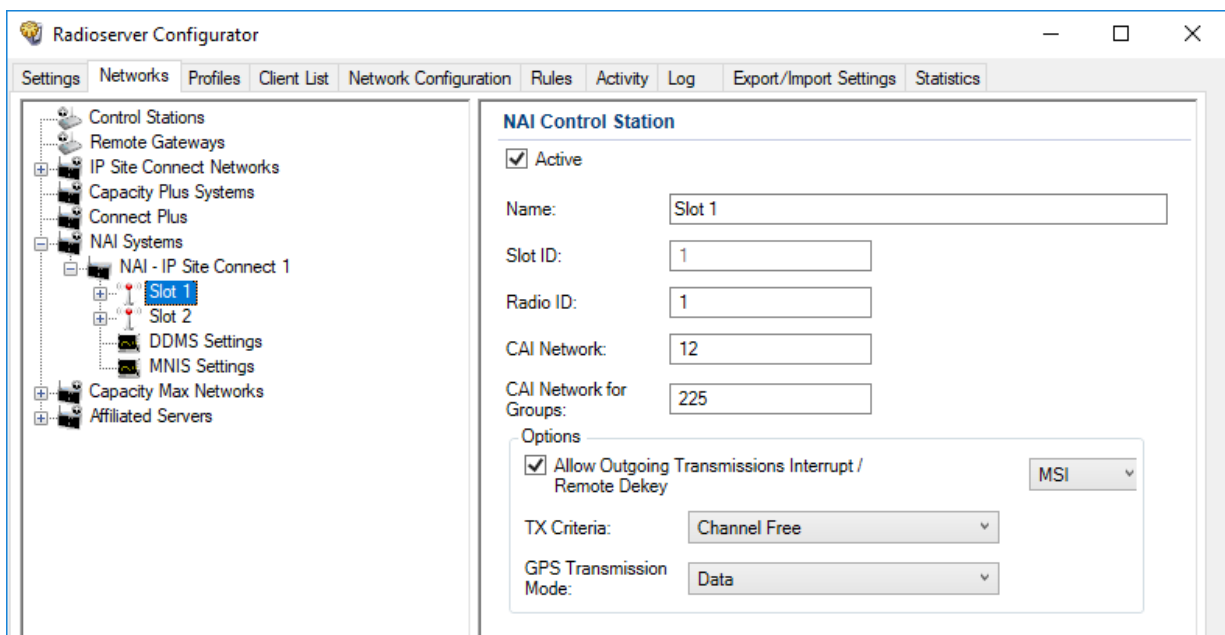 Radioserver Configurator
Settings Networks Profiles Client List Network Configuration Rules Activity Log Export/Import Settings Statistics
Control Stations
Remote Gateways
IP Site Connect Networks
Capacity Plus Systems
Connect Plus
NAI Systems
NAI - IP Site Connect 1
Slot 1
Slot 2
DDMS Settings
MNIS Settings
Capacity Max Networks
Affiliated Servers
NAI Control Station
Active
Name: Slot 1
Slot ID: 1
Radio ID: 1
CAI Network: 12
CAI Network for
Groups: 225
Options
Allow Outgoing Transmissions Interrupt /
Remote Dekey MSI
TX Criteria: Channel Free
GPS Transmission
Mode: Data